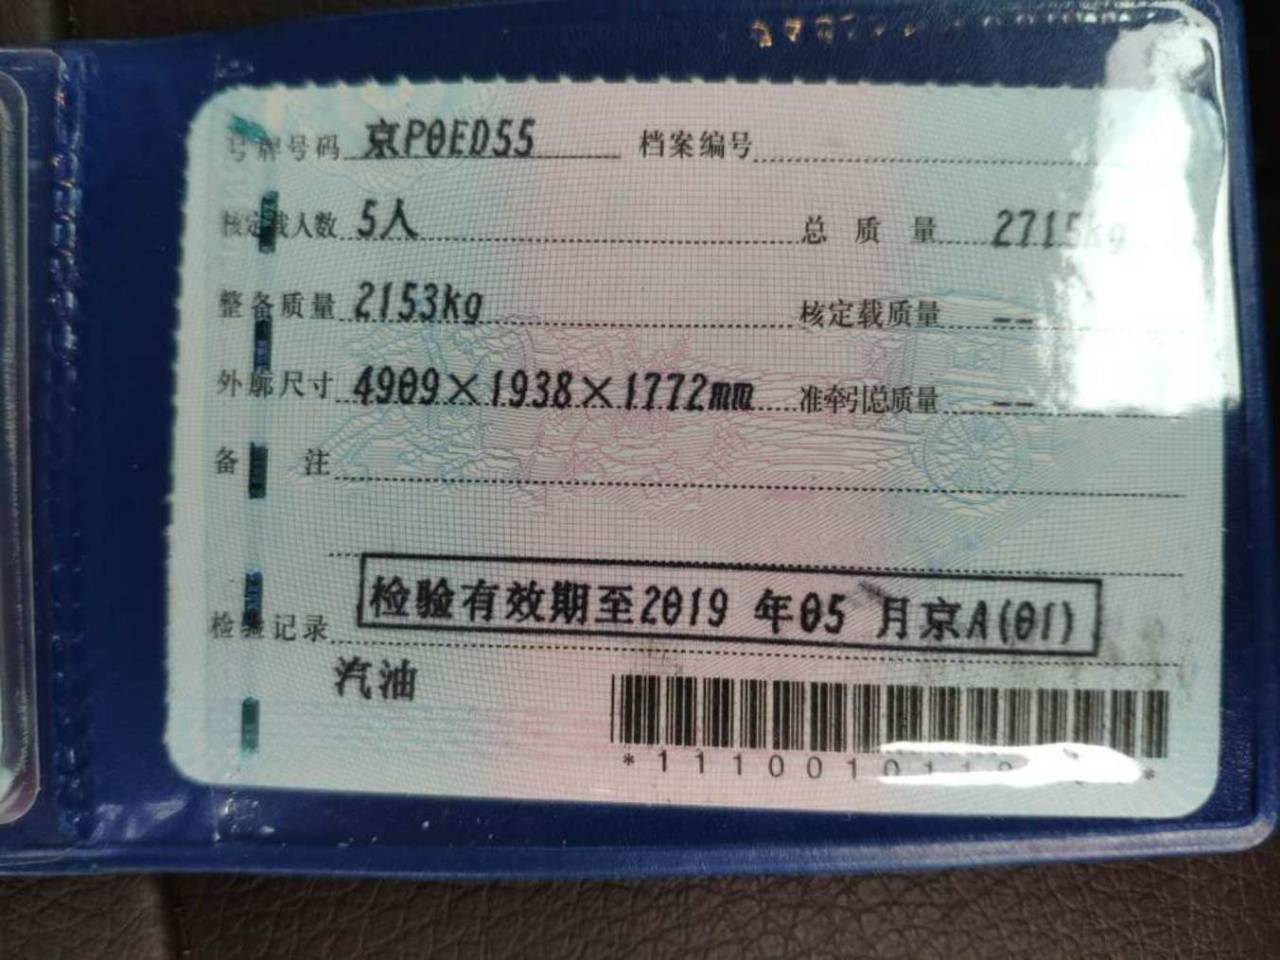 号牌号码 京P0ED55 档案编号
核定载人数 5人 总质量 2715kg
整备质量 2153kg 核定载质量 --
外廓尺寸 4909×1938×1772mm 准牵引总质量 --
备注
检验记录 检验有效期至2019年05月京A(01)
汽油
*11100101